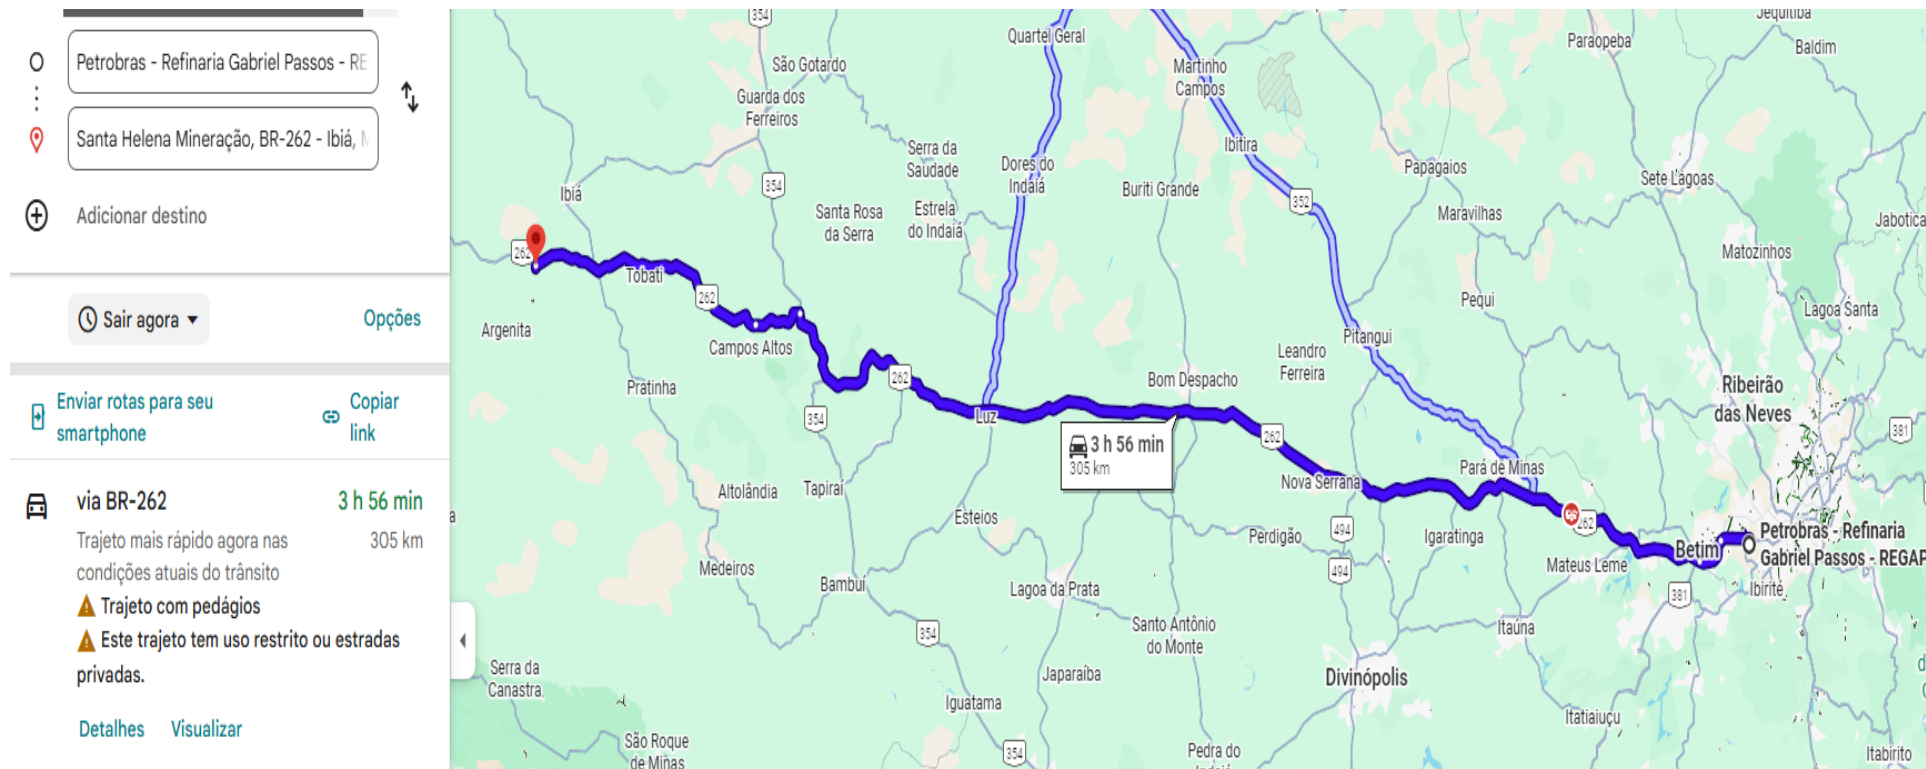 Petrobras - Refinaria Gabriel Passos - RE
Santa Helena Mineração, BR-262 - Ibiá, M
Adicionar destino
Sair agora
Opções
Enviar rotas para seu
smartphone
Copiar
link
via BR-262
3 h 56 min
Trajeto mais rápido agora nas
305 km
condições atuais do trânsito
Trajeto com pedágios
Este trajeto tem uso restrito ou estradas
privadas.
Detalhes
Visualizar
354
Quartel Geral
Jequitibá
Paraopeba
Baldim
São Gotardo
Martinho
Campos
Guarda dos
Ferreiros
Ibitira
Serra da
Saudade
Dores do
Indaiá
Papagaios
Sete Lagoas
Ibiá
354
Buriti Grande
352
Santa Rosa
da Serra
Estrela
do Indaiá
Maravilhas
Jabotica
Matozinhos
262
Tobati
262
Pequi
Lagoa Santa
Argenita
Campos Altos
Pitangui
Leandro
Ferreira
Pratinha
262
Bom Despacho
Ribeirão
das Neves
354
Luz
3 h 56 min
305 km
262
381
Pará de Minas
Nova Serrana
Altolândia
Tapiraí
Esteios
Perdigão
494
Igaratinga
262
Petrobras - Refinaria
Gabriel Passos - REGAP
Betim
Mateus Leme
494
Medeiros
Bambuí
Lagoa da Prata
381
Ibirité
354
Santo Antônio
do Monte
Itaúna
Serra da
Canastra
Japaraíba
Divinópolis
Iguatama
Itatiaiuçu
São Roque
de Minas
354
Pedra do
Indaiá
Itabirito